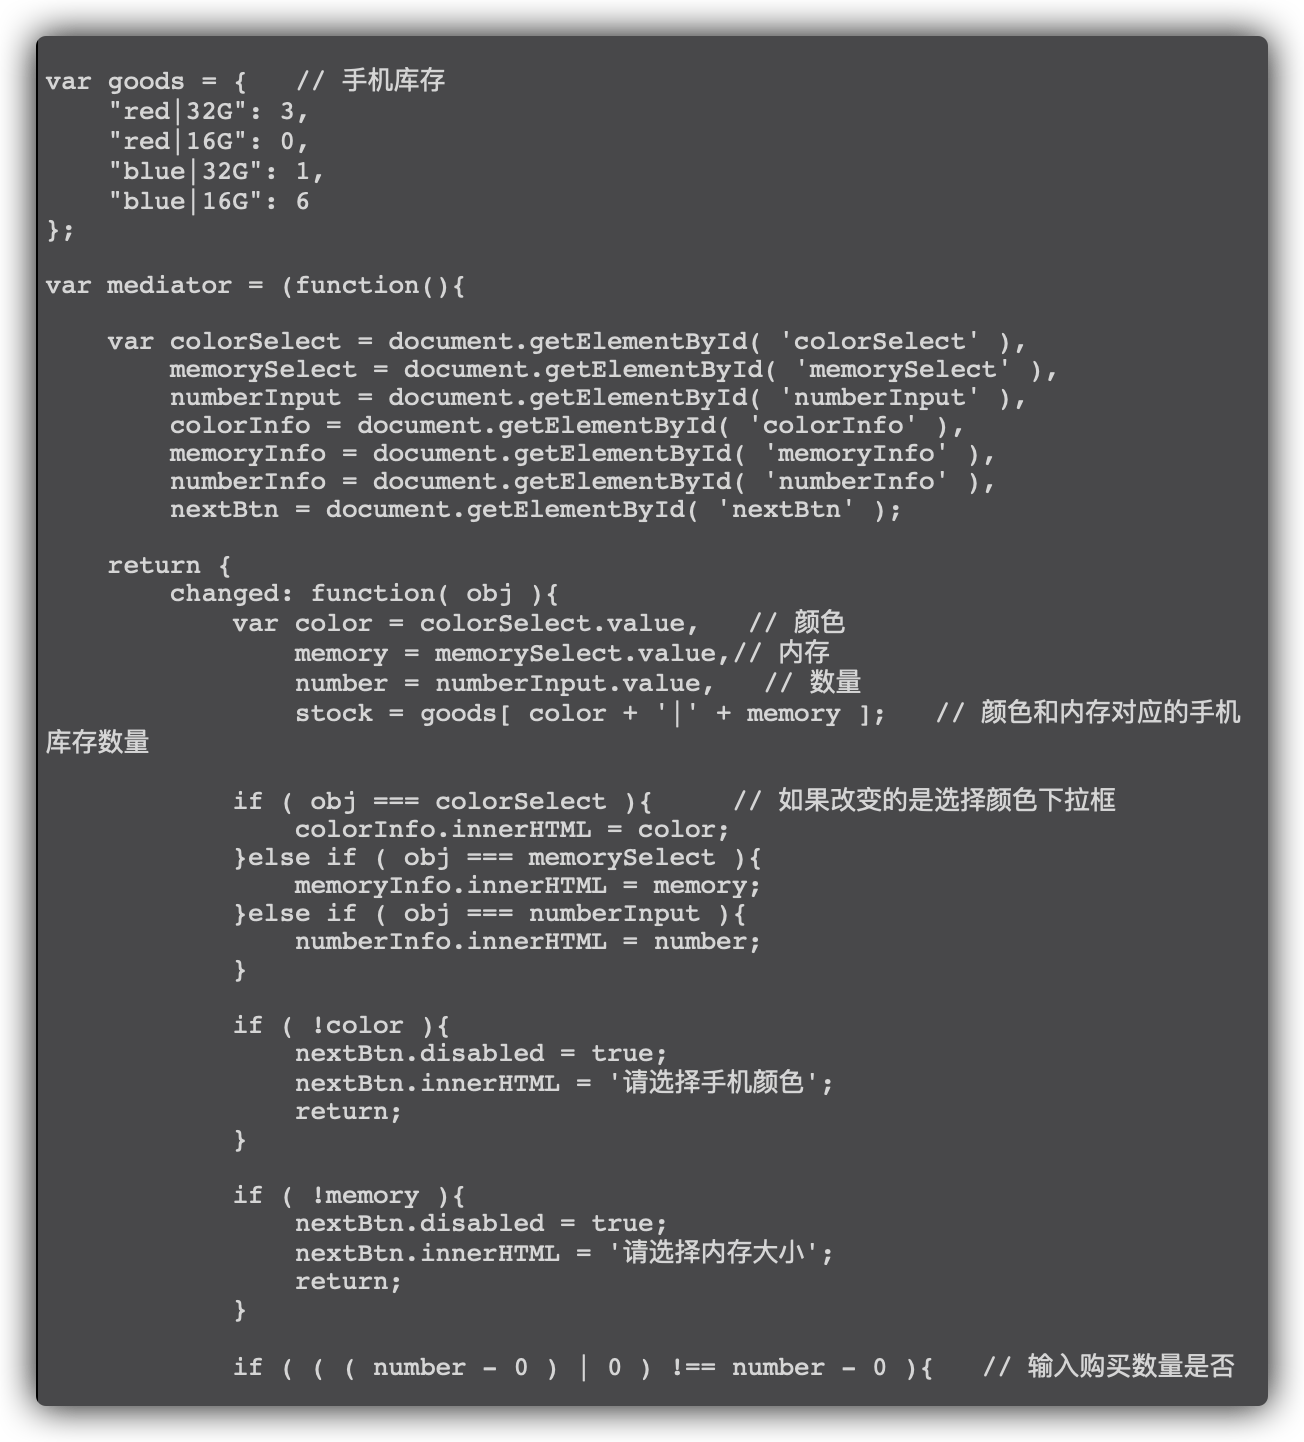 var goods = {   // 手机库存
    "red|32G": 3,
    "red|16G": 0,
    "blue|32G": 1,
    "blue|16G": 6
};

var mediator = (function(){

    var colorSelect = document.getElementById( 'colorSelect' ),
        memorySelect = document.getElementById( 'memorySelect' ),
        numberInput = document.getElementById( 'numberInput' ),
        colorInfo = document.getElementById( 'colorInfo' ),
        memoryInfo = document.getElementById( 'memoryInfo' ),
        numberInfo = document.getElementById( 'numberInfo' ),
        nextBtn = document.getElementById( 'nextBtn' );

    return {
        changed: function( obj ){
            var color = colorSelect.value,   // 颜色
                memory = memorySelect.value,// 内存
                number = numberInput.value,   // 数量
                stock = goods[ color + '|' + memory ];   // 颜色和内存对应的手机
库存数量

            if ( obj === colorSelect ){     // 如果改变的是选择颜色下拉框
                colorInfo.innerHTML = color;
            }else if ( obj === memorySelect ){
                memoryInfo.innerHTML = memory;
            }else if ( obj === numberInput ){
                numberInfo.innerHTML = number;
            }

            if ( !color ){
                nextBtn.disabled = true;
                nextBtn.innerHTML = '请选择手机颜色';
                return;
            }

            if ( !memory ){
                nextBtn.disabled = true;
                nextBtn.innerHTML = '请选择内存大小';
                return;
            }

            if ( ( ( number - 0 ) | 0 ) !== number - 0 ){   // 输入购买数量是否